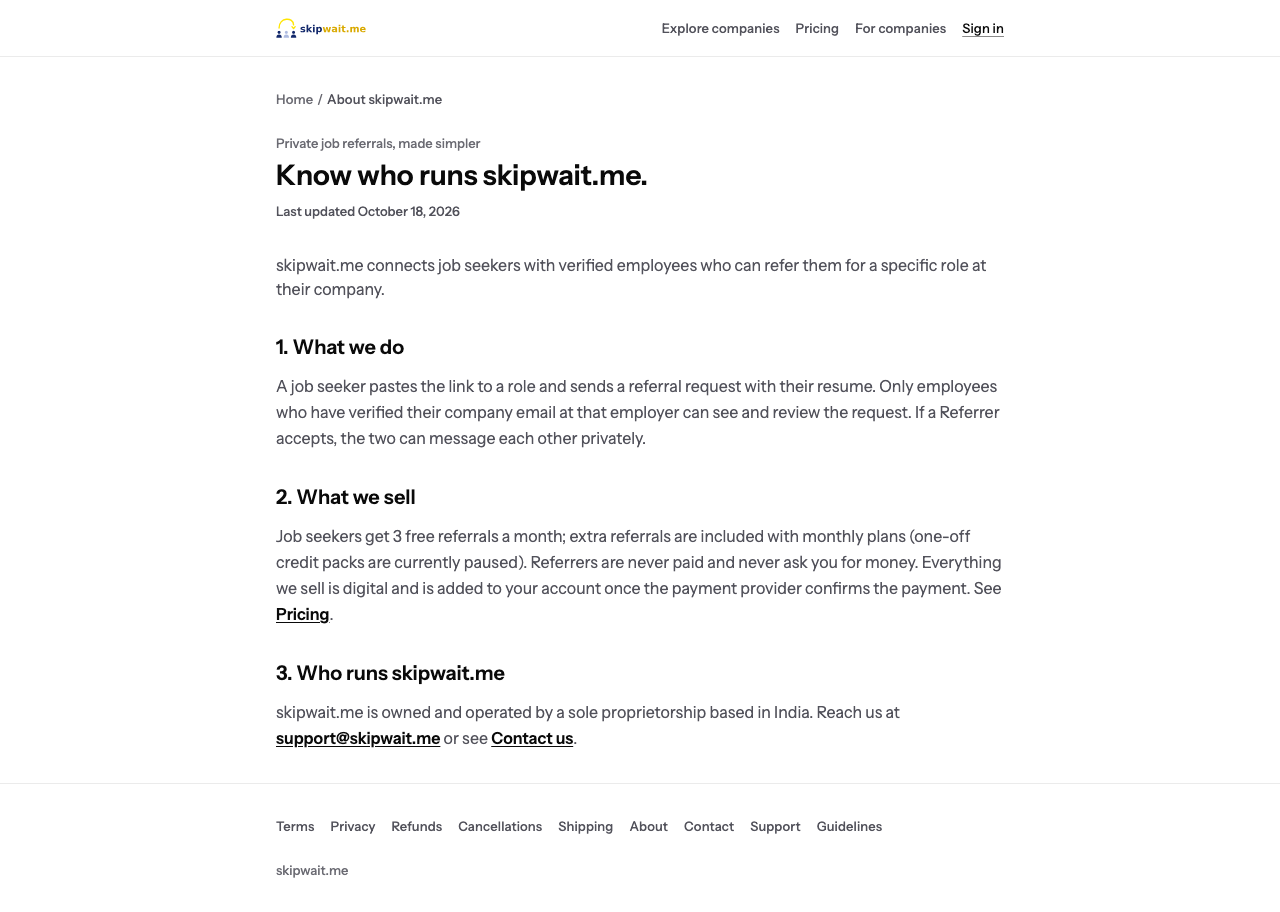 skipwait.me
Explore companies
Pricing
For companies
Sign in
Home / About skipwait.me
Private job referrals, made simpler
Know who runs skipwait.me.
Last updated October 18, 2026
skipwait.me connects job seekers with verified employees who can refer them for a specific role at
their company.
1. What we do
A job seeker pastes the link to a role and sends a referral request with their resume. Only employees
who have verified their company email at that employer can see and review the request. If a Referrer
accepts, the two can message each other privately.
2. What we sell
Job seekers get 3 free referrals a month; extra referrals are included with monthly plans (one-off
credit packs are currently paused). Referrers are never paid and never ask you for money. Everything
we sell is digital and is added to your account once the payment provider confirms the payment. See
Pricing.
3. Who runs skipwait.me
skipwait.me is owned and operated by a sole proprietorship based in India. Reach us at
support@skipwait.me or see Contact us.
Terms
Privacy
Refunds
Cancellations
Shipping
About
Contact
Support
Guidelines
skipwait.me